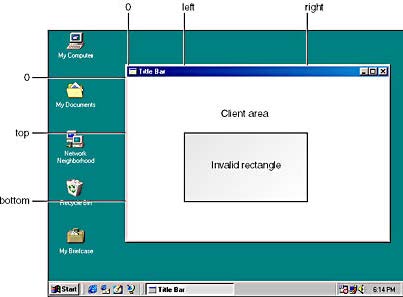 0 left right
My Computer
Title Bar
0
My Documents
Client area
top
Network
Neighborhood
Invalid rectangle
bottom
Recycle Bin
My Briefcase
Start
Title Bar
6:14 PM